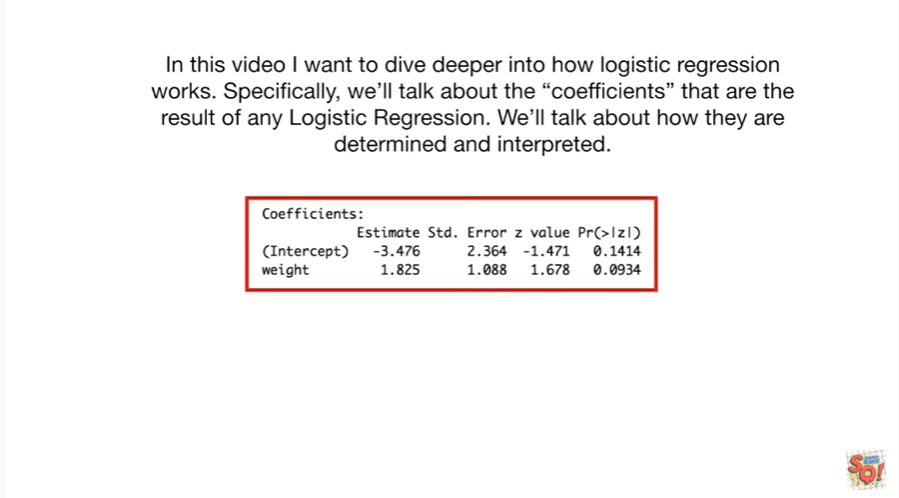 In this video I want to dive deeper into how logistic regression
works. Specifically, we’ll talk about the “coefficients” that are the
result of any Logistic Regression. We’ll talk about how they are
determined and interpreted.
Coefficients:
Estimate Std. Error z value Pr(>|z|)
(Intercept) -3.476 2.364 -1.471 0.1414
weight 1.825 1.088 1.678 0.0934
SQ!